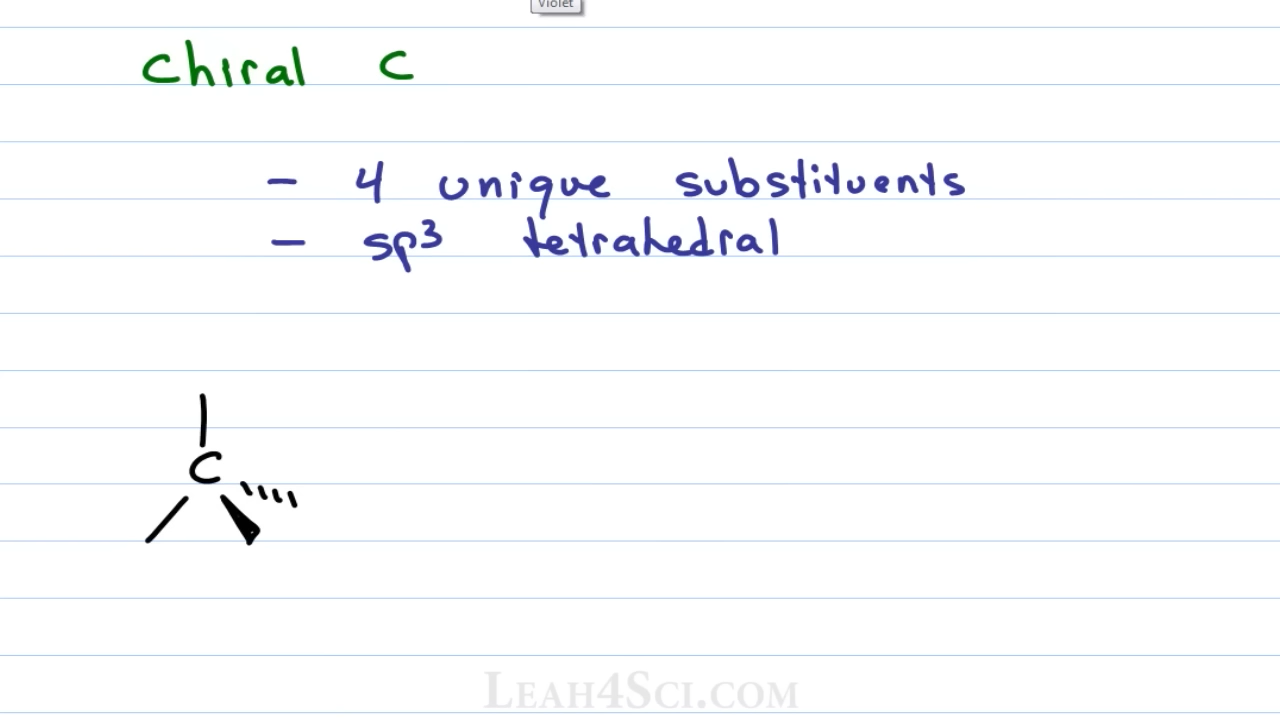 Violet
Chiral C
- 4 unique substituents
- sp³ tetrahedral
C
LEAH4SCI.COM